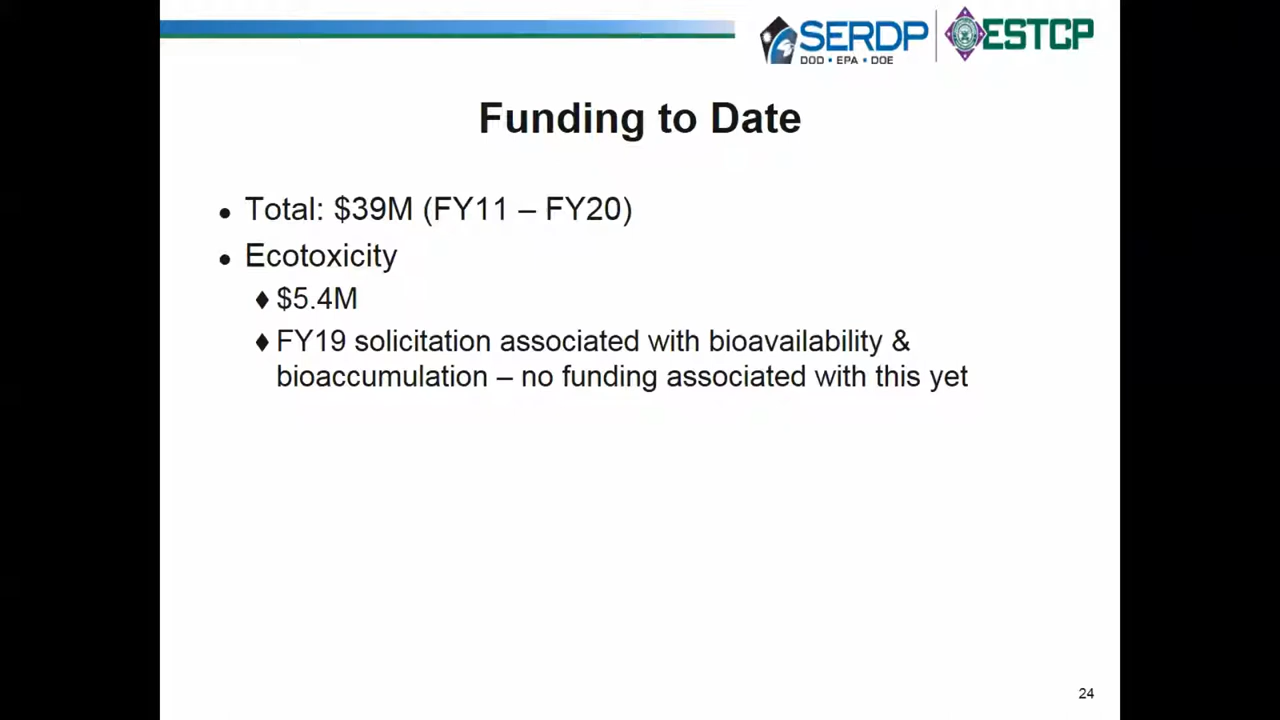 SERDP
DOD • EPA • DOE
ESTCP
Funding to Date
• Total: $39M (FY11 – FY20)
• Ecotoxicity
♦ $5.4M
♦ FY19 solicitation associated with bioavailability &
bioaccumulation – no funding associated with this yet
24